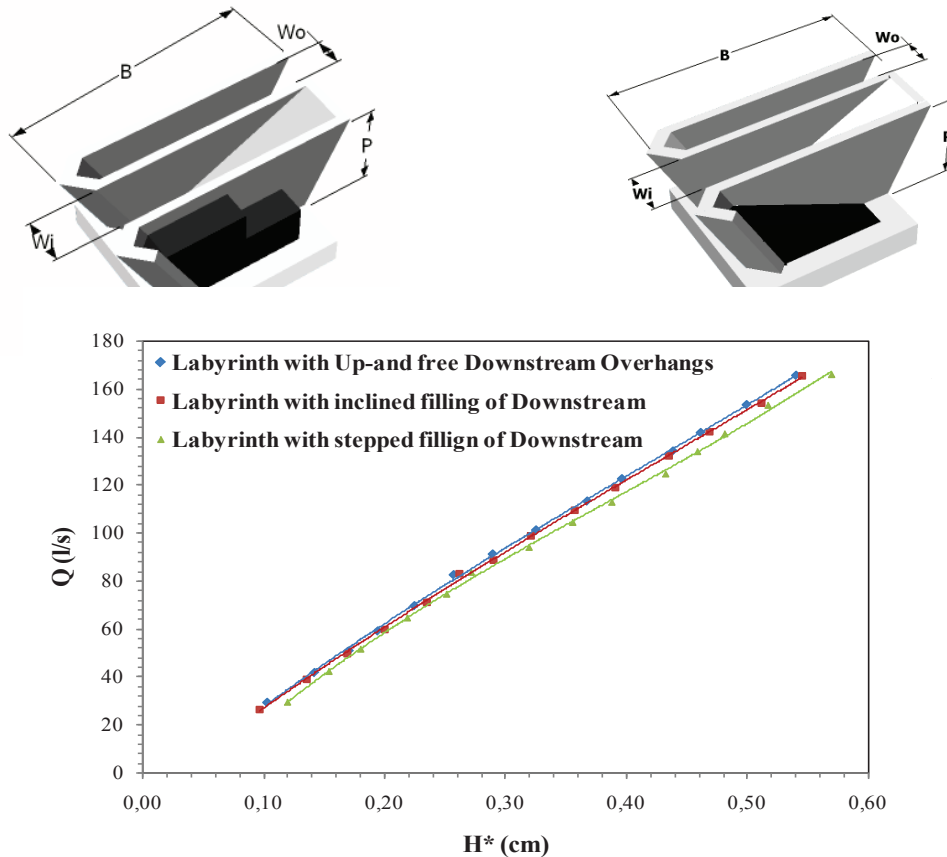 Wo
B
P
Wi
Wo
B
Wi
180
160
140
120
100
80
60
40
20
0
Q (l/s)
Labyrinth with Up-and free Downstream Overhangs
Labyrinth with inclined filling of Downstream
Labyrinth with stepped fillign of Downstream
0,00 0,10 0,20 0,30 0,40 0,50 0,60
H* (cm)